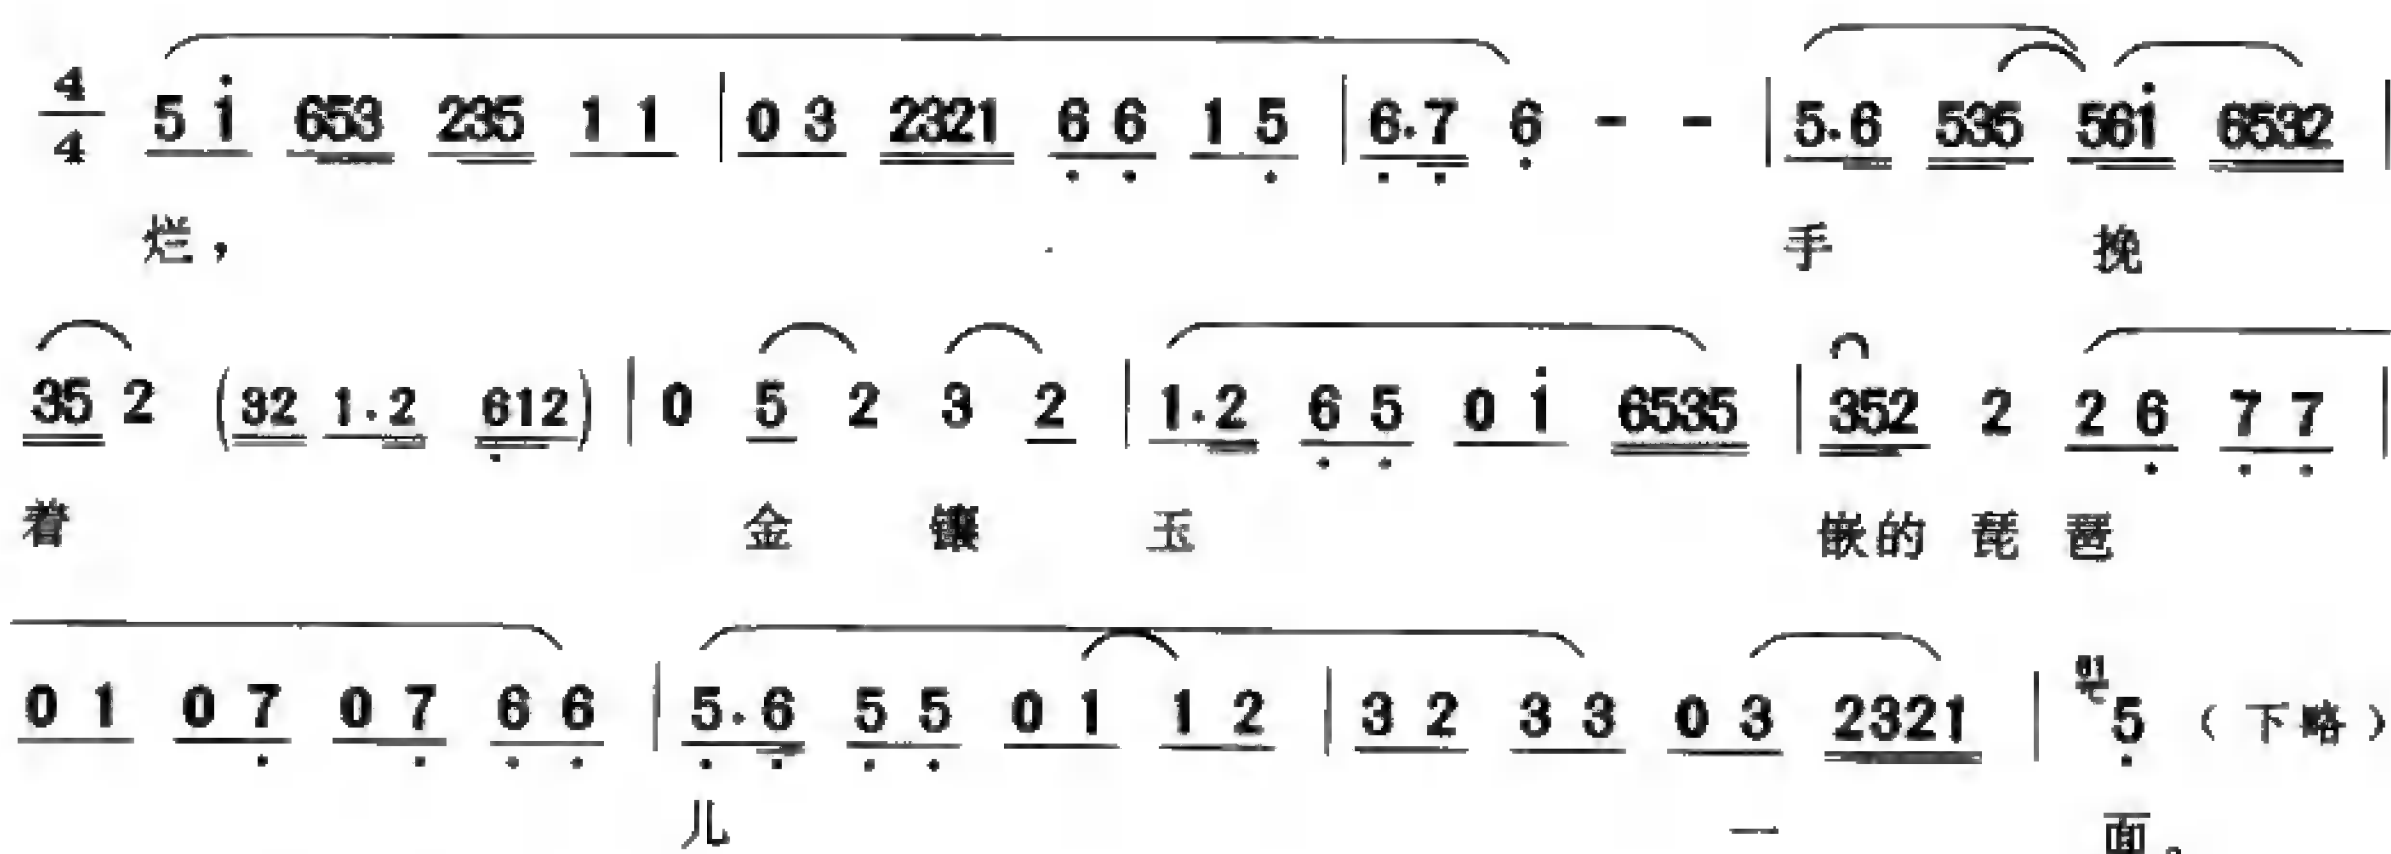 4/4 5 i 653 235 1 1 | 0 3 2321 6 6 1 5 | 6.7 6 - - | 5.6 535 56i 6532 |
烂， 手 挽
35 2 (32 1.2 612) | 0 5 2 3 2 | 1.2 6 5 0 i 6535 | 352 2 2 6 7 7 |
着 金 镶 玉 嵌的 琵 琶
0 1 0 7 0 7 6 6 | 5.6 5 5 0 1 1 2 | 3 2 3 3 0 3 2321 | 61 5 （下略）
儿 一 面。